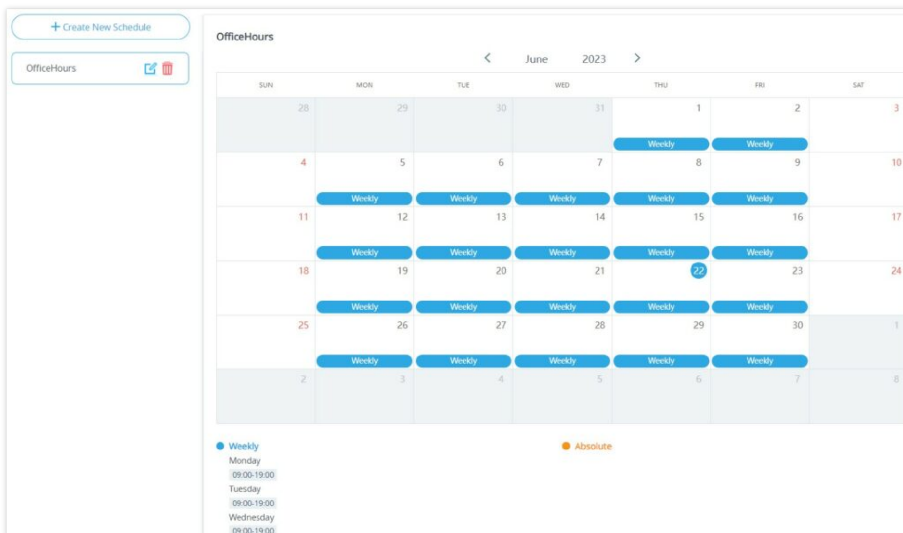 + Create New Schedule
OfficeHours
OfficeHours
< June 2023 >
SUN MON TUE WED THU FRI SAT
28 29 30 31 1 2 3
Weekly Weekly
4 5 6 7 8 9 10
Weekly Weekly Weekly Weekly Weekly
11 12 13 14 15 16 17
Weekly Weekly Weekly Weekly Weekly
18 19 20 21 22 23 24
Weekly Weekly Weekly Weekly Weekly
25 26 27 28 29 30 1
Weekly Weekly Weekly Weekly Weekly
2 3 4 5 6 7 8
Weekly Absolute
Monday
09:00-19:00
Tuesday
09:00-19:00
Wednesday
09:00-19:00